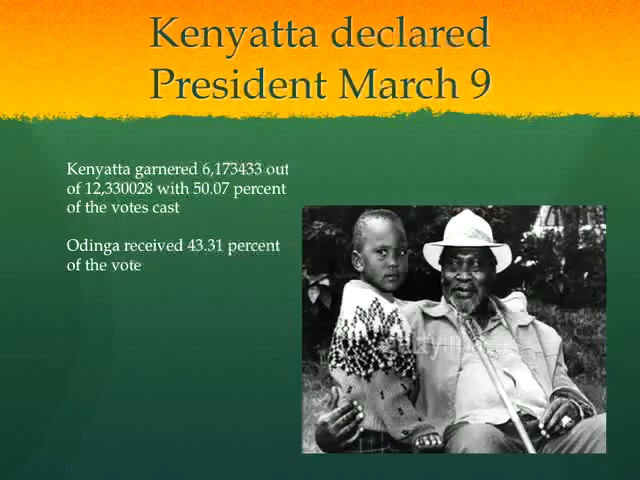 Kenyatta declared
President March 9
Kenyatta garnered 6,173433 out
of 12,330028 with 50.07 percent
of the votes cast
Odinga received 43.31 percent
of the vote